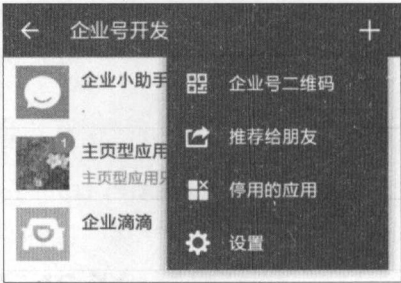 企业号开发
企业小助手
企业号二维码
推荐给朋友
1
主页型应用
主页型应用只
停用的应用
企业滴滴
设置